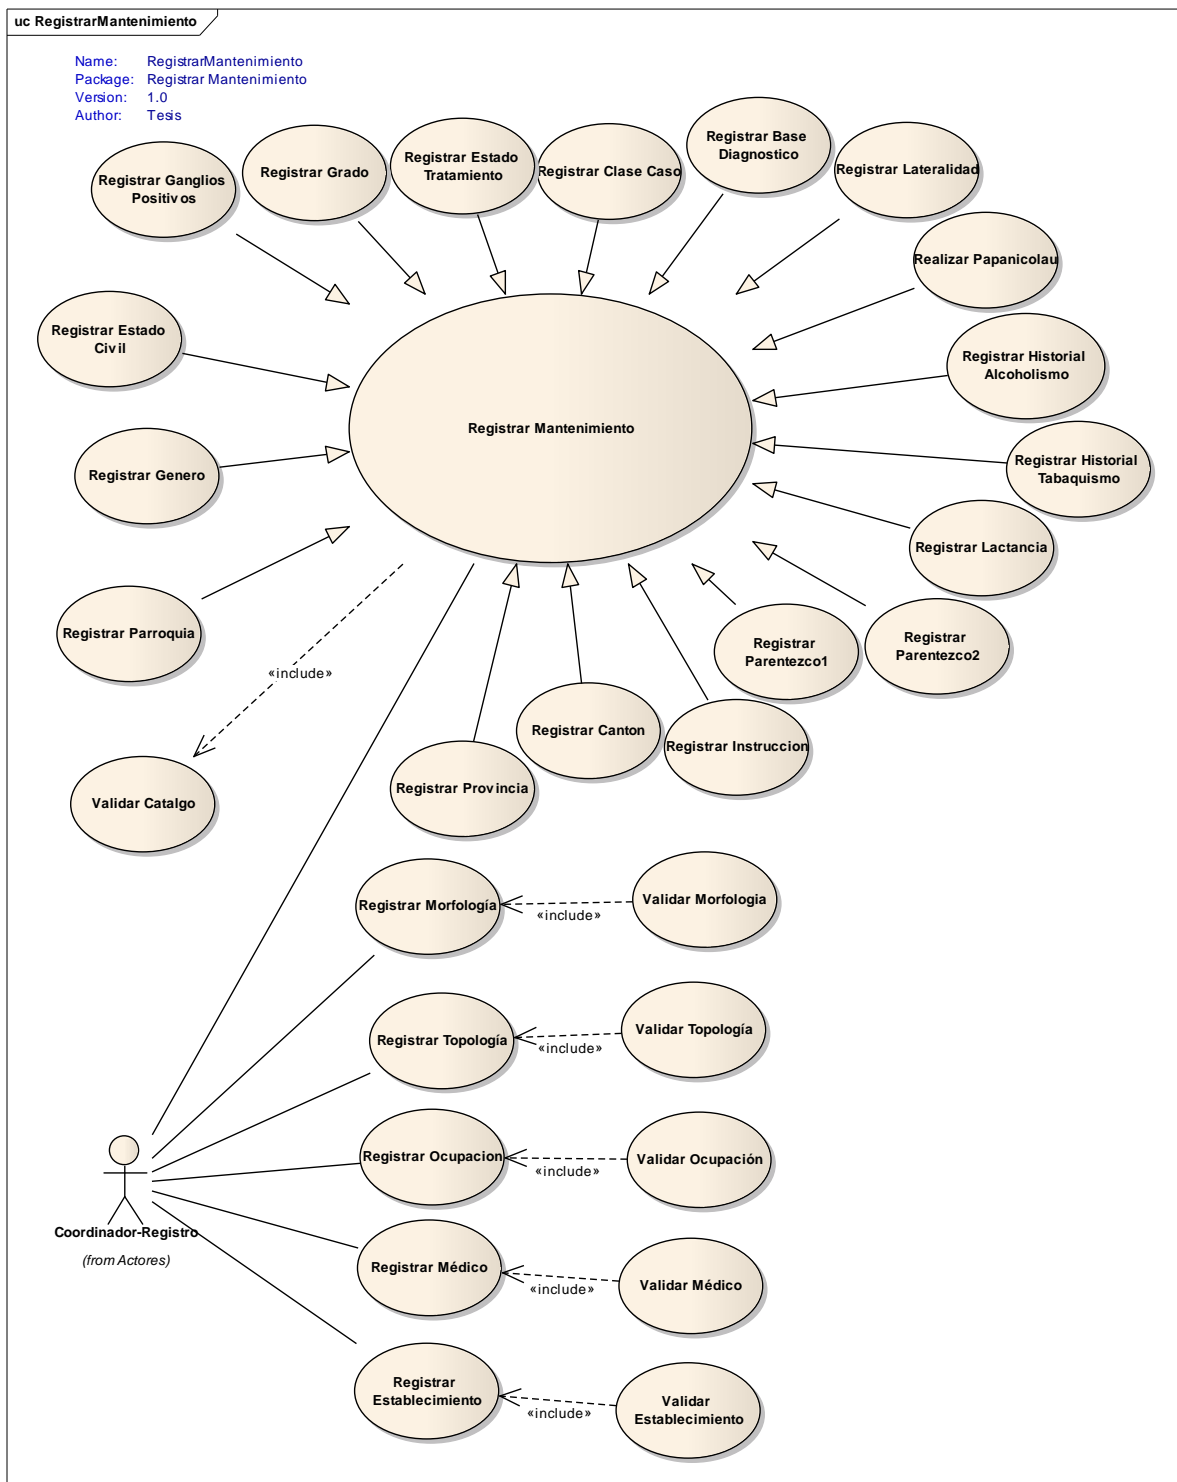 uc RegistrarMantenimiento
Name: RegistrarMantenimiento
Package: Registrar Mantenimiento
Version: 1.0
Author: Tesis
Registrar Ganglios
Positivos
Registrar Grado
Registrar Estado
Tratamiento
Registrar Clase Caso
Registrar Base
Diagnostico
Registrar Lateralidad
Realizar Papanicolau
Registrar Estado
Civil
Registrar Historial
Alcoholismo
Registrar Mantenimiento
Registrar Genero
Registrar Historial
Tabaquismo
Registrar Lactancia
Registrar Parroquia
Registrar
Parentezco1
Registrar
Parentezco2
«include»
Registrar Canton
Registrar Instruccion
Registrar Provincia
Validar Catalgo
Registrar Morfología
«include»
Validar Morfologia
Registrar Topología
«include»
Validar Topología
Registrar Ocupacion
«include»
Validar Ocupación
Coordinador-Registro
(from Actores)
Registrar Médico
«include»
Validar Médico
Registrar
Establecimiento
«include»
Validar
Establecimiento